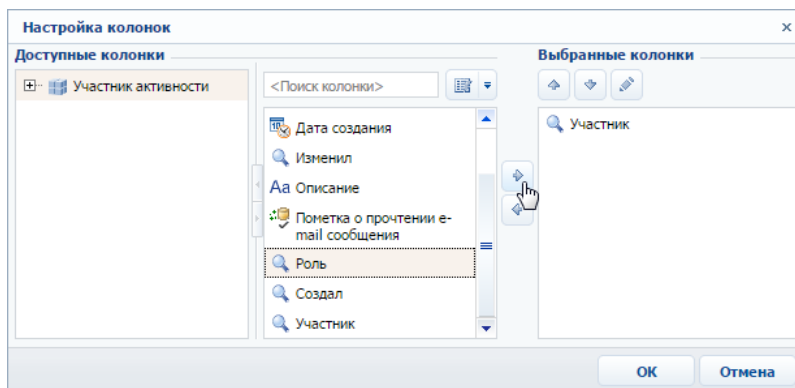 Настройка колонок
Доступные колонки
Выбранные колонки
Участник активности
<Поиск колонки>
Дата создания
Изменил
Aa Описание
Пометка о прочтении e-
mail сообщения
Роль
Создал
Участник
Участник
OK
Отмена